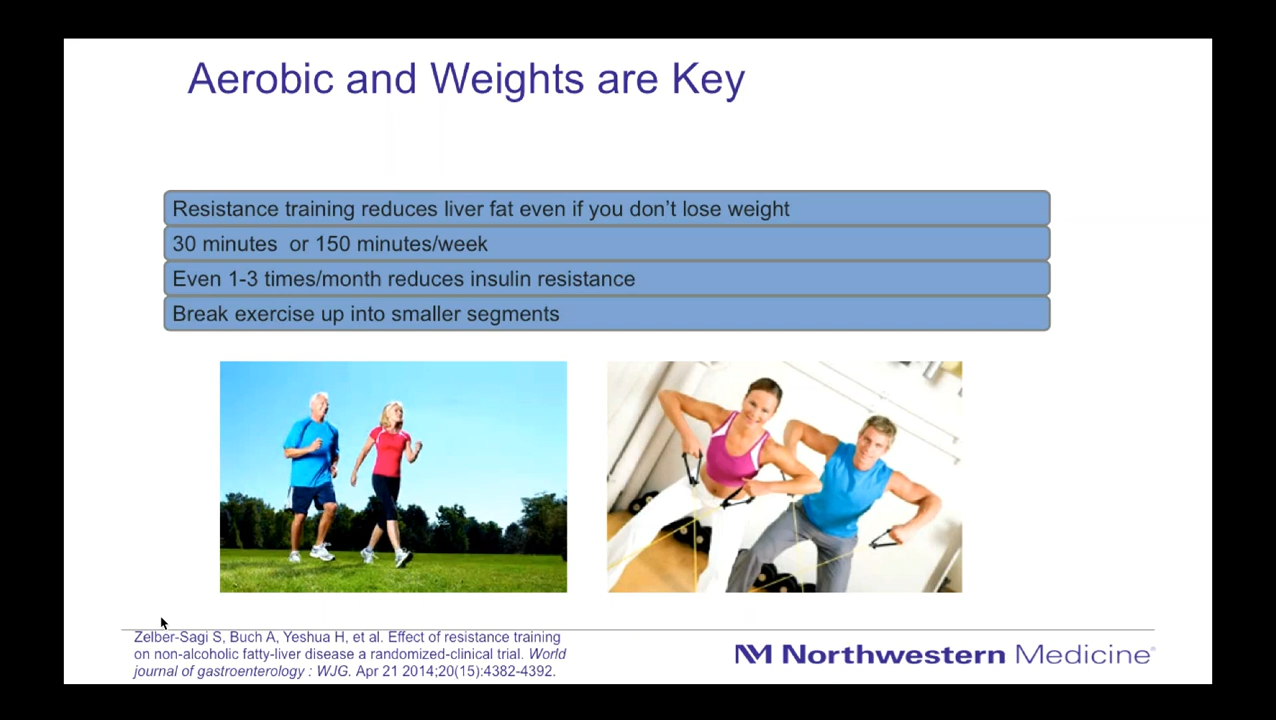 Aerobic and Weights are Key
Resistance training reduces liver fat even if you don't lose weight
30 minutes  or 150 minutes/week
Even 1-3 times/month reduces insulin resistance
Break exercise up into smaller segments
Zelber-Sagi S, Buch A, Yeshua H, et al. Effect of resistance training
on non-alcoholic fatty-liver disease a randomized-clinical trial. World
journal of gastroenterology : WJG. Apr 21 2014;20(15):4382-4392.
Northwestern Medicine®